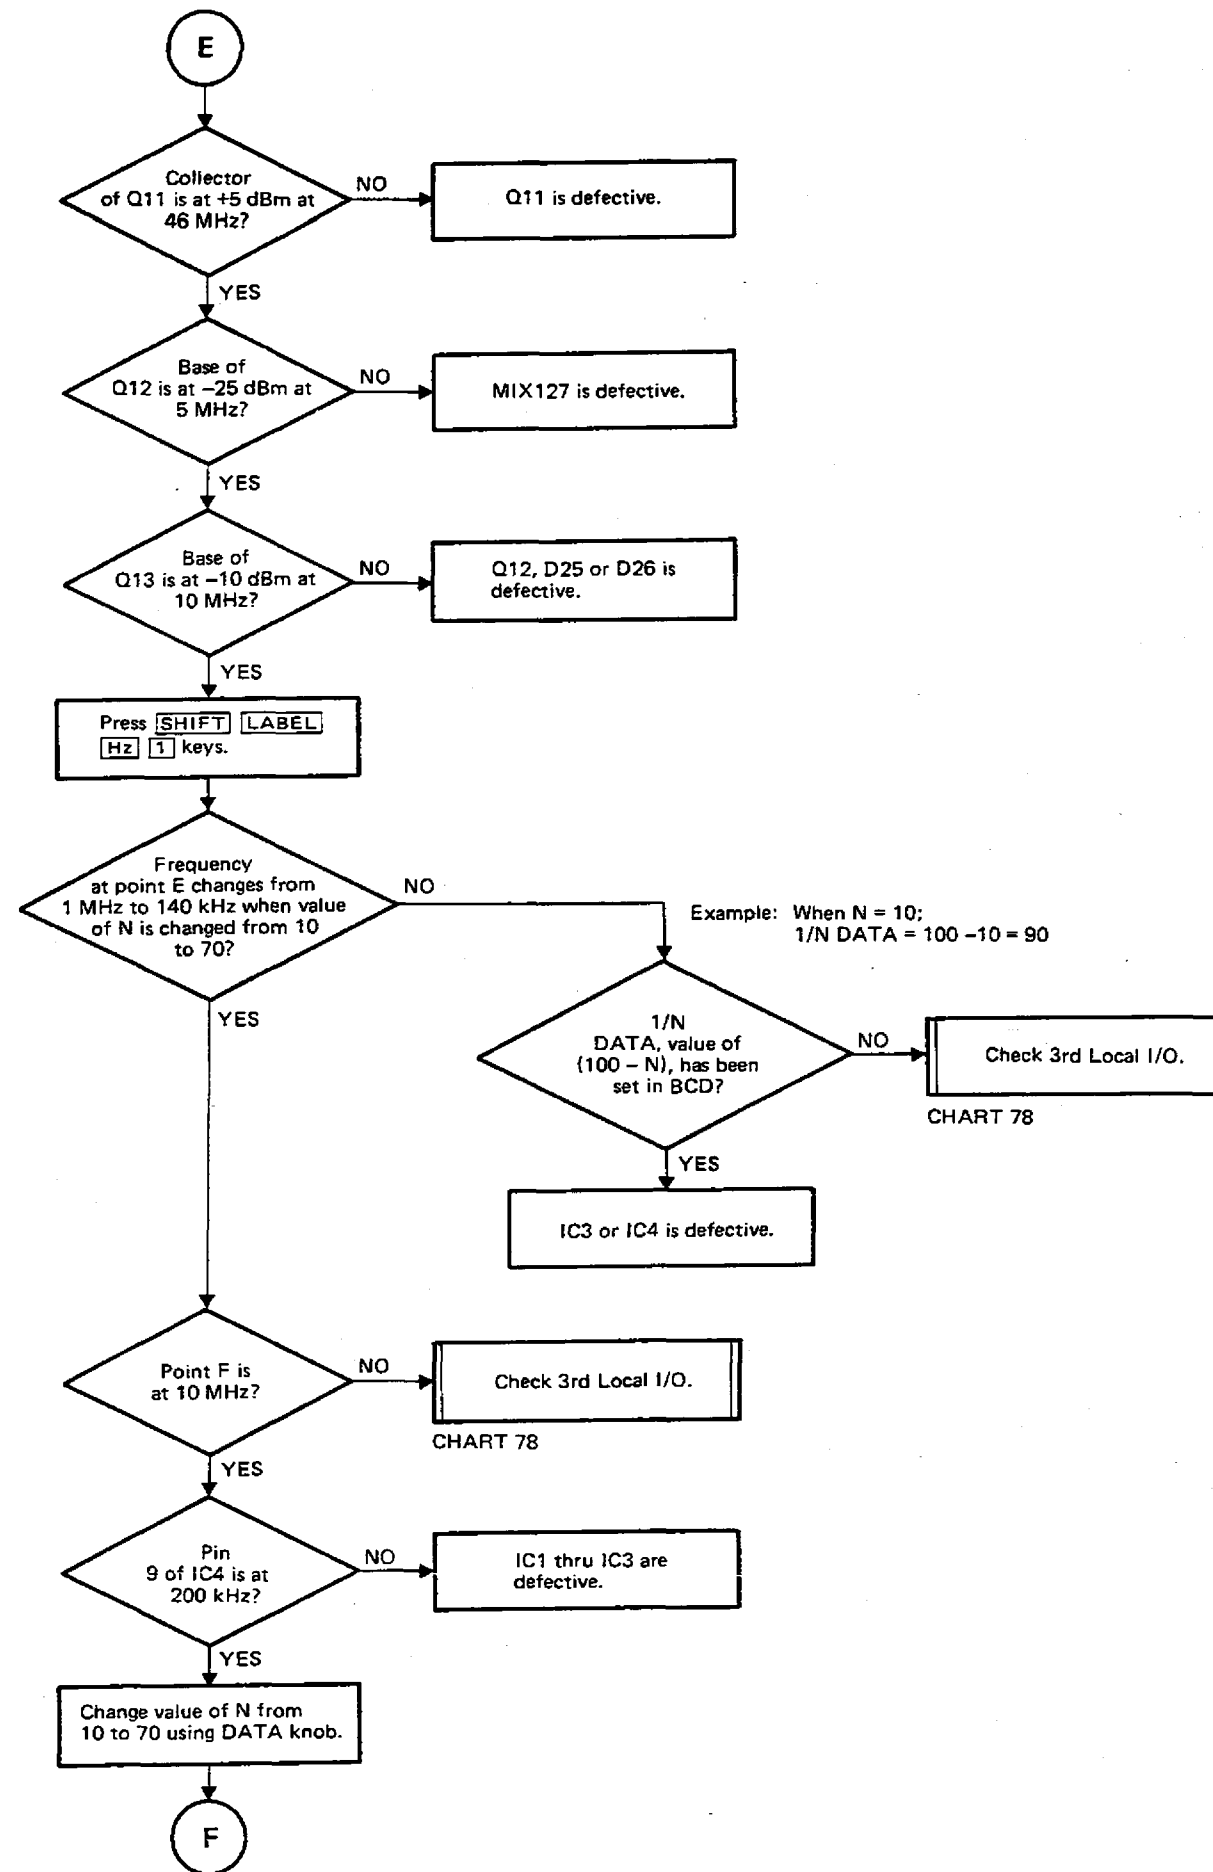 E
Collector
of Q11 is at +5 dBm at
46 MHz?
NO
Q11 is defective.
YES
Base of
Q12 is at −25 dBm at
5 MHz?
NO
MIX127 is defective.
YES
Base of
Q13 is at −10 dBm at
10 MHz?
NO
Q12, D25 or D26 is
defective.
YES
Press SHIFT LABEL
Hz 1 keys.
Frequency
at point E changes from
1 MHz to 140 kHz when value
of N is changed from 10
to 70?
NO
Example: When N = 10;
1/N DATA = 100 −10 = 90
YES
1/N
DATA, value of
(100 − N), has been
set in BCD?
NO
Check 3rd Local I/O.
CHART 78
YES
IC3 or IC4 is defective.
Point F is
at 10 MHz?
NO
Check 3rd Local I/O.
CHART 78
YES
Pin
9 of IC4 is at
200 kHz?
NO
IC1 thru IC3 are
defective.
YES
Change value of N from
10 to 70 using DATA knob.
F